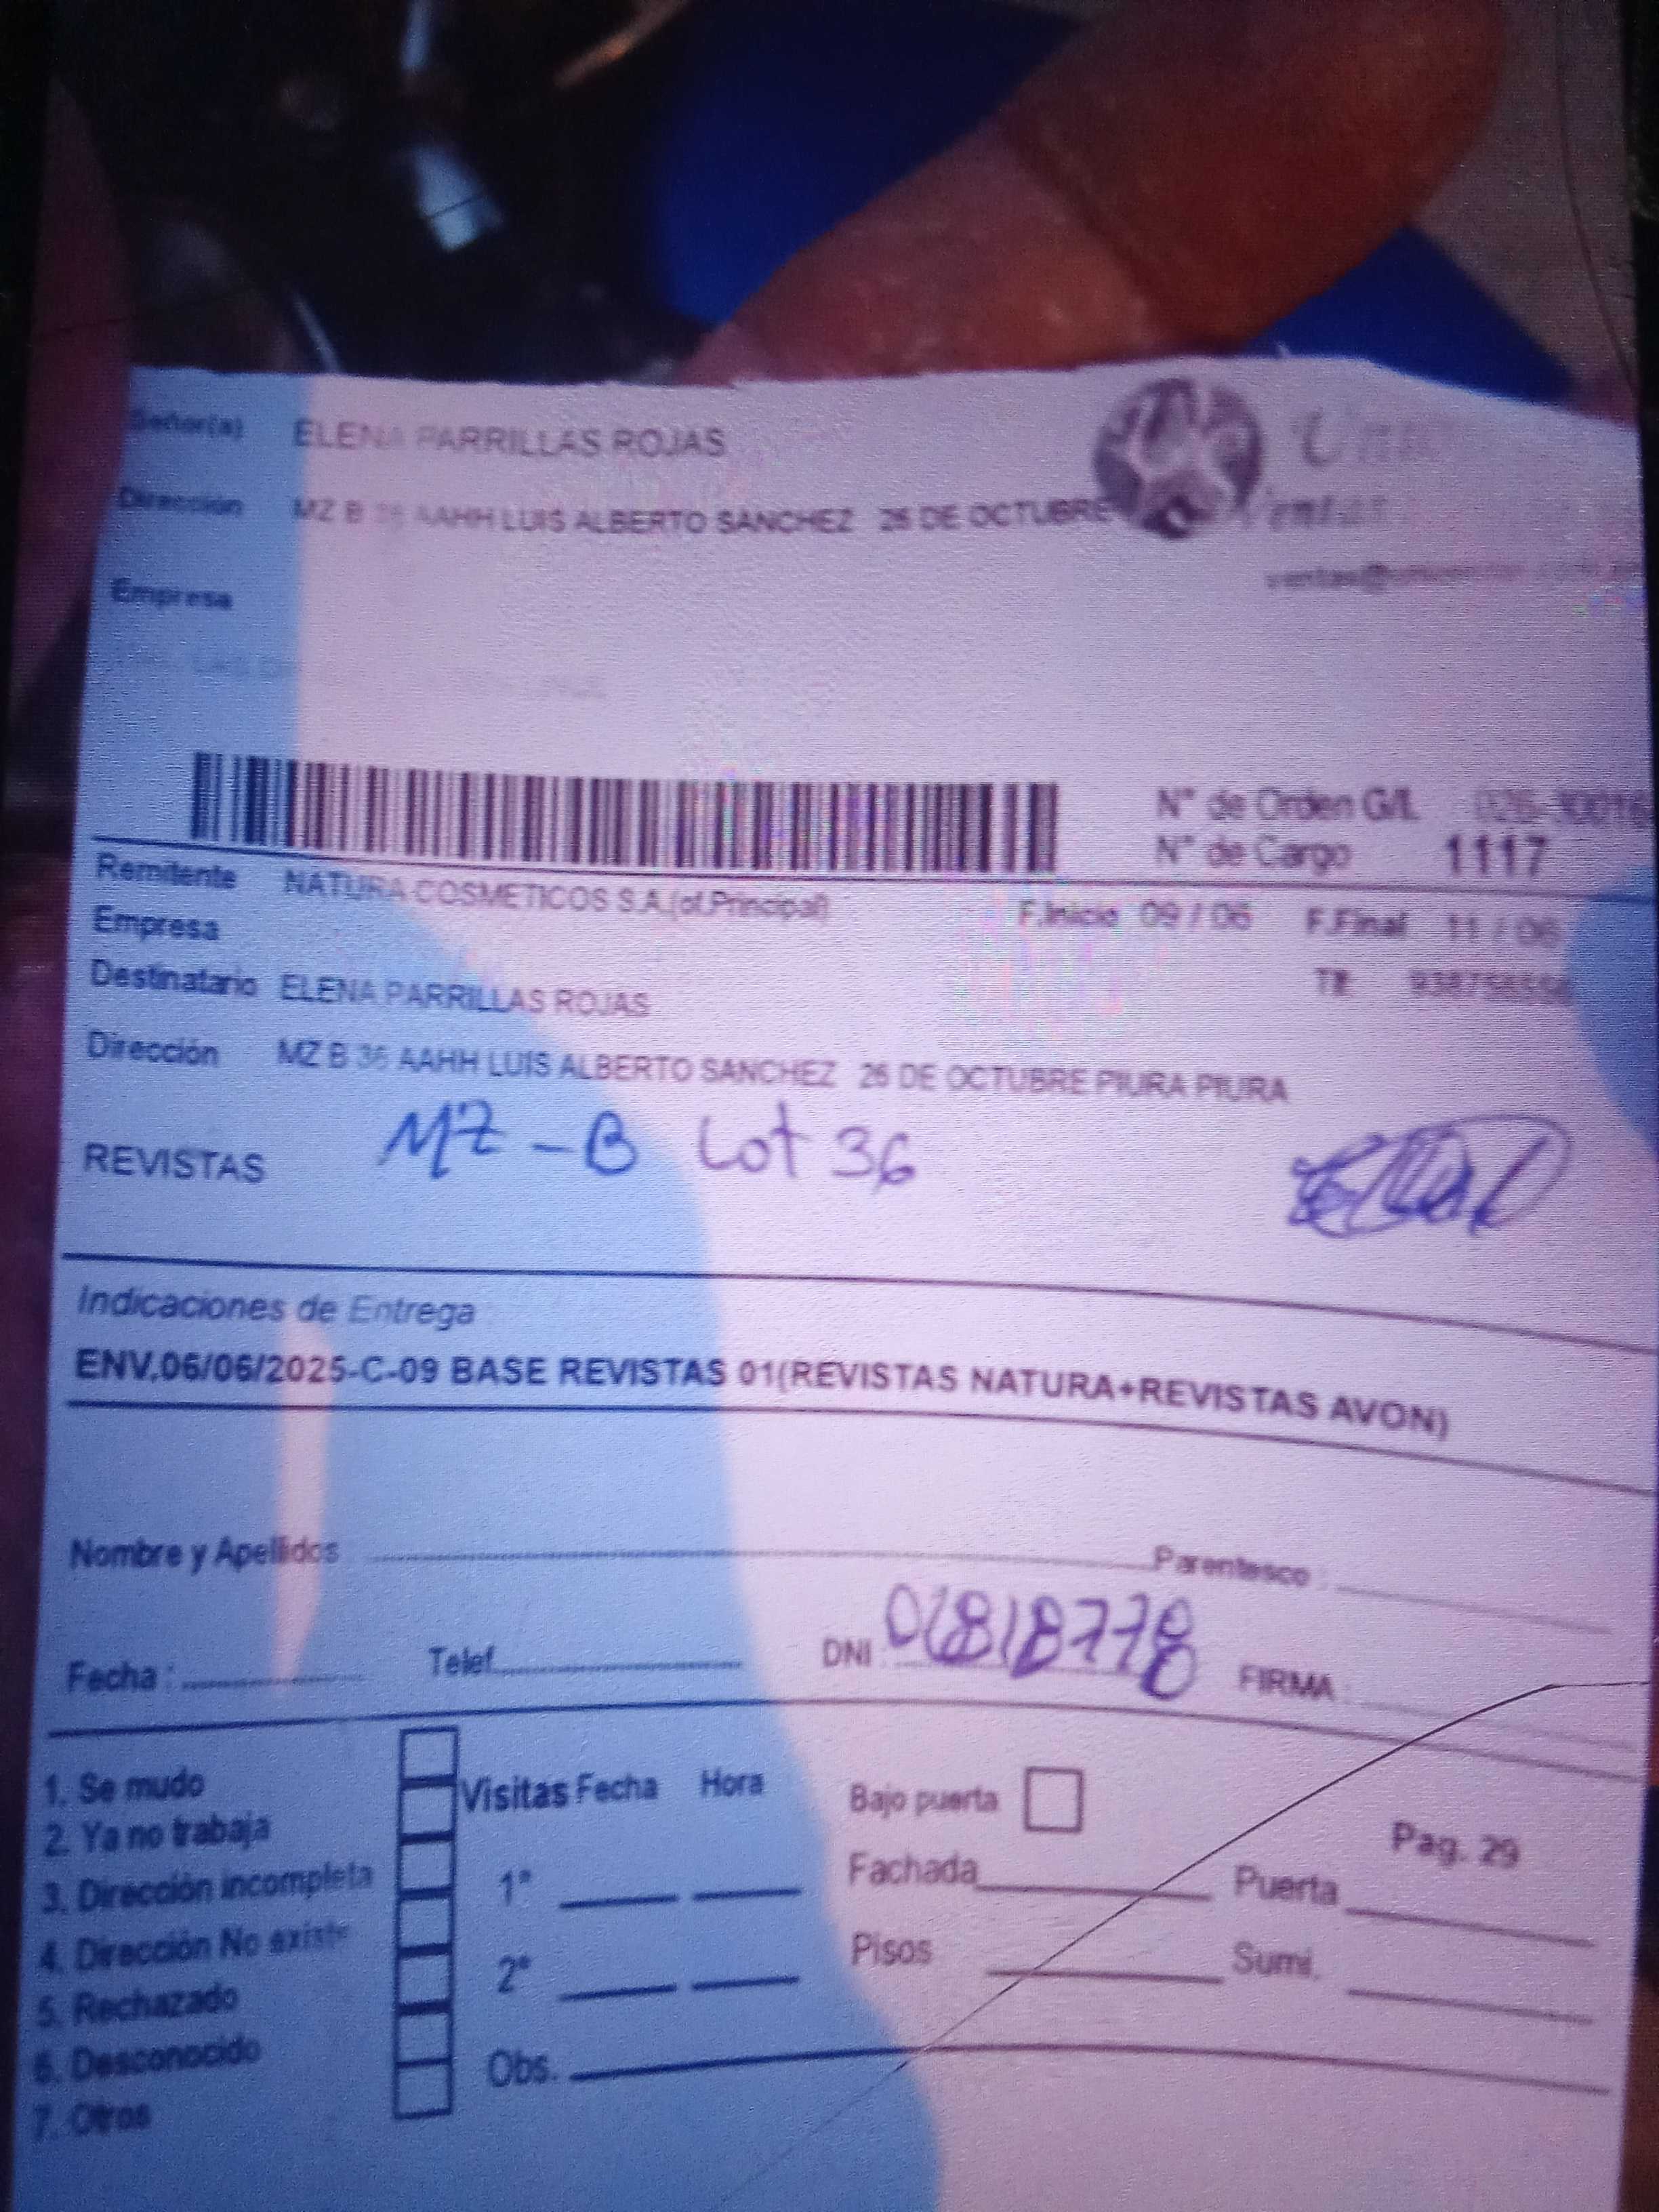 Señor(a) ELENA PARRILLAS ROJAS
Dirección MZ B 36 AAHH LUIS ALBERTO SANCHEZ 26 DE OCTUBRE
Empresa
N° de Orden G/L
N° de Cargo 1117
Remitente NATURA COSMETICOS S.A.(of.Principal) F.Inicio 09 / 06 F.Final 11 / 06
Empresa
Destinatario ELENA PARRILLAS ROJAS
Dirección MZ B 36 AAHH LUIS ALBERTO SANCHEZ 26 DE OCTUBRE PIURA PIURA
MZ - B Lot 36
REVISTAS
Indicaciones de Entrega
ENV.06/06/2025-C-09 BASE REVISTAS 01(REVISTAS NATURA+REVISTAS AVON)
Nombre y Apellidos Parentesco :
Fecha : Telef. DNI FIRMA :
1. Se mudo
2. Ya no trabaja
3. Dirección incompleta
4. Dirección No existe
5. Rechazado
6. Desconocido
7. Otros
Visitas Fecha Hora
1°
2°
Obs.
Bajo puerta
Pag. 29
Fachada Puerta
Pisos Sumi.